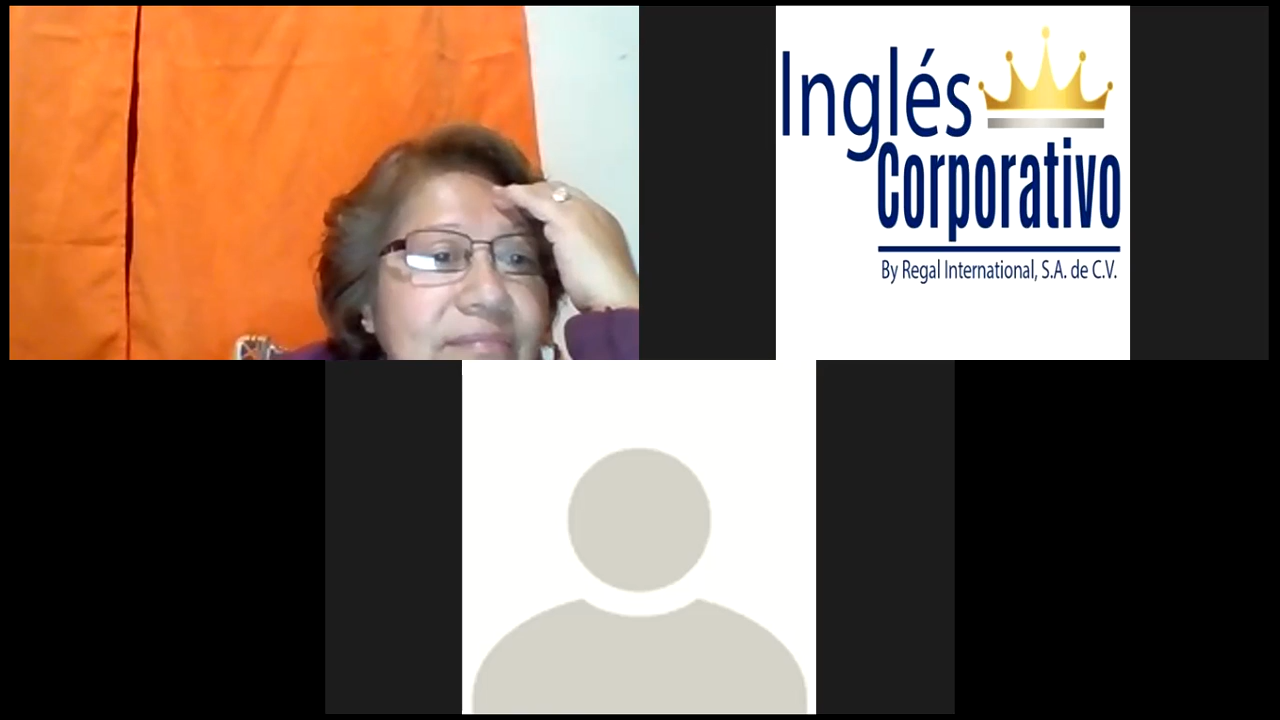 Inglés
Corporativo
By Regal International, S.A. de C.V.